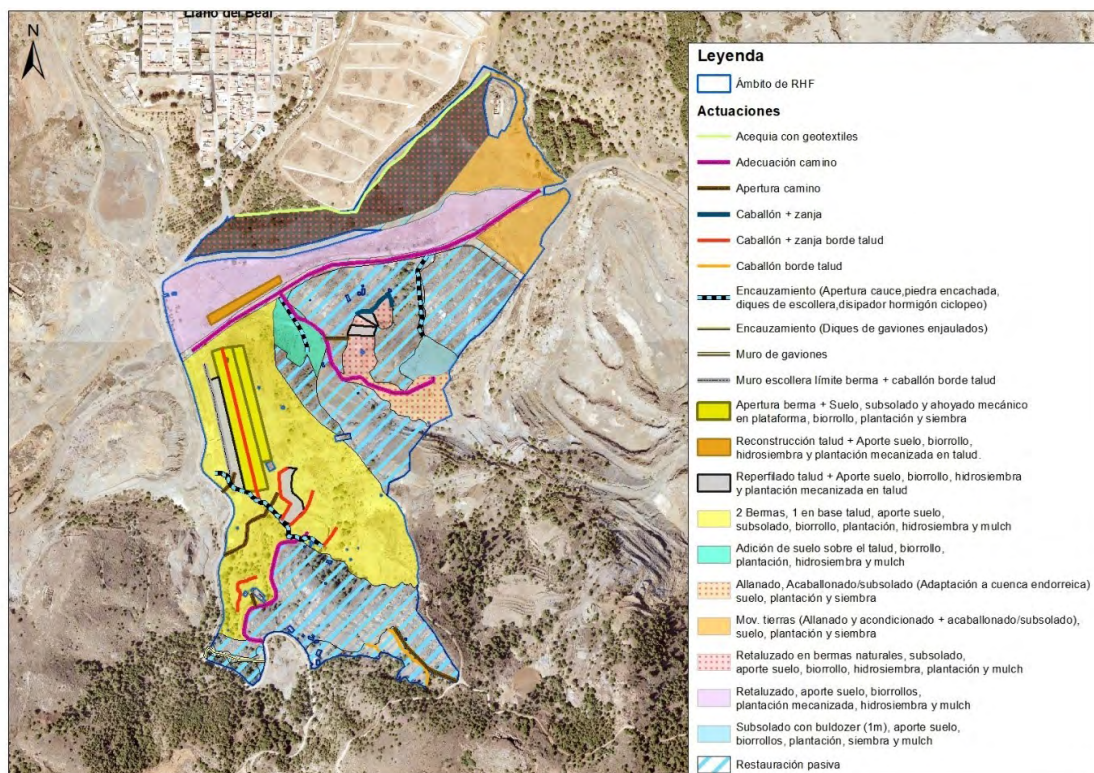 Llano del Beal
N
Leyenda
Ámbito de RHF
Actuaciones
Acequia con geotextiles
Adecuación camino
Apertura camino
Caballón + zanja
Caballón + zanja borde talud
Caballón borde talud
Encauzamiento (Apertura cauce,piedra encachada,
diques de escollera,disipador hormigón ciclopeo)
Encauzamiento (Diques de gaviones enjaulados)
Muro de gaviones
Muro escollera límite berma + caballón borde talud
Apertura berma + Suelo, subsolado y ahoyado mecánico
en plataforma, biorrollo, plantación y siembra
Reconstrucción talud + Aporte suelo, biorrollo,
hidrosiembra y plantación mecanizada en talud.
Reperfilado talud + Aporte suelo, biorrollo, hidrosiembra
y plantación mecanizada en talud
2 Bermas, 1 en base talud, aporte suelo,
subsolado, biorrollo, plantación, hidrosiembra y mulch
Adición de suelo sobre el talud, biorrollo,
plantación, hidrosiembra y mulch
Allanado, Acaballonado/subsolado (Adaptación a cuenca endorreica)
suelo, plantación y siembra
Mov. tierras (Allanado y acondicionado + acaballonado/subsolado),
suelo, plantación y siembra
Retaluzado en bermas naturales, subsolado,
aporte suelo, biorrollo, hidrosiembra, plantación y mulch
Retaluzado, aporte suelo, biorrollos,
plantación mecanizada, hidrosiembra y mulch
Subsolado con buldozer (1m), aporte suelo,
biorrollos, plantación, siembra y mulch
Restauración pasiva